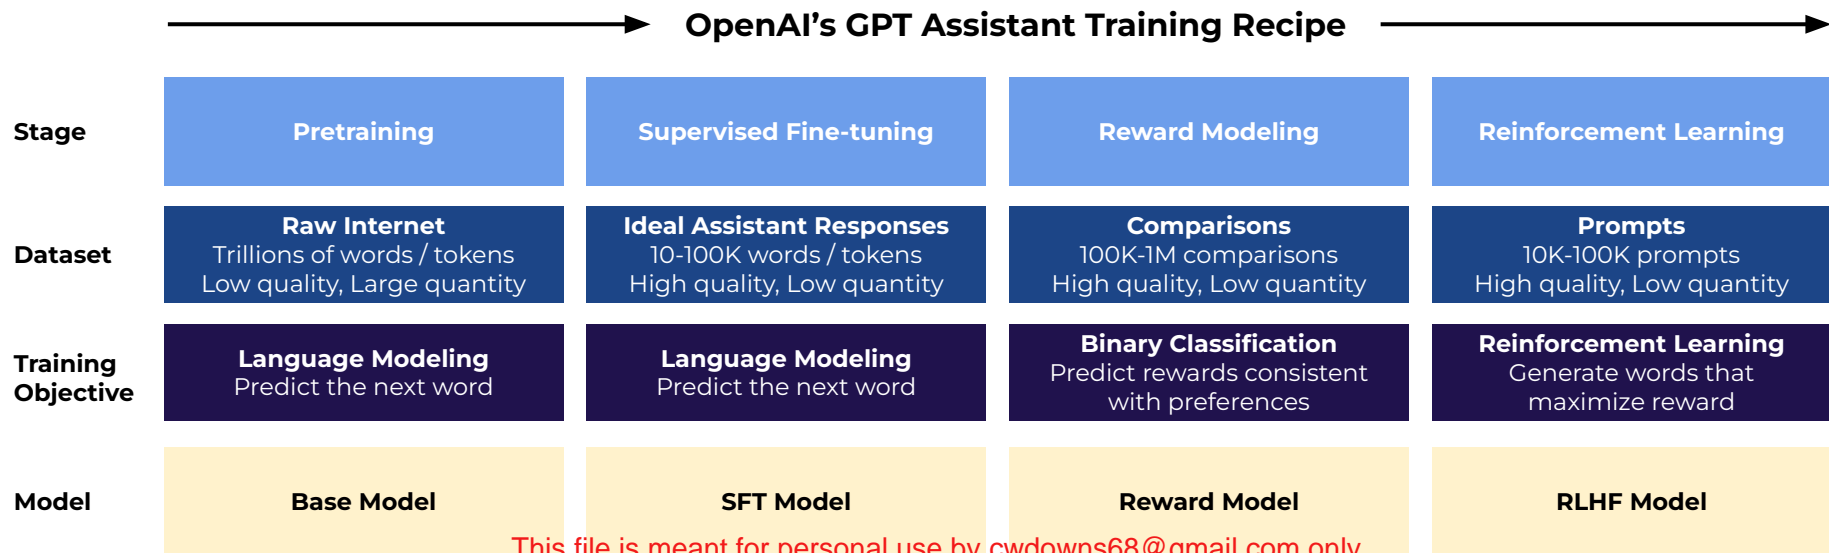 OpenAI's GPT Assistant Training Recipe
Stage
Pretraining
Supervised Fine-tuning
Reward Modeling
Reinforcement Learning
Dataset
Raw Internet
Trillions of words / tokens
Low quality, Large quantity
Ideal Assistant Responses
10-100K words / tokens
High quality, Low quantity
Comparisons
100K-1M comparisons
High quality, Low quantity
Prompts
10K-100K prompts
High quality, Low quantity
Training
Objective
Language Modeling
Predict the next word
Language Modeling
Predict the next word
Binary Classification
Predict rewards consistent
with preferences
Reinforcement Learning
Generate words that
maximize reward
Model
Base Model
SFT Model
Reward Model
RLHF Model
This file is meant for personal use by cwdowns68@gmail.com only.